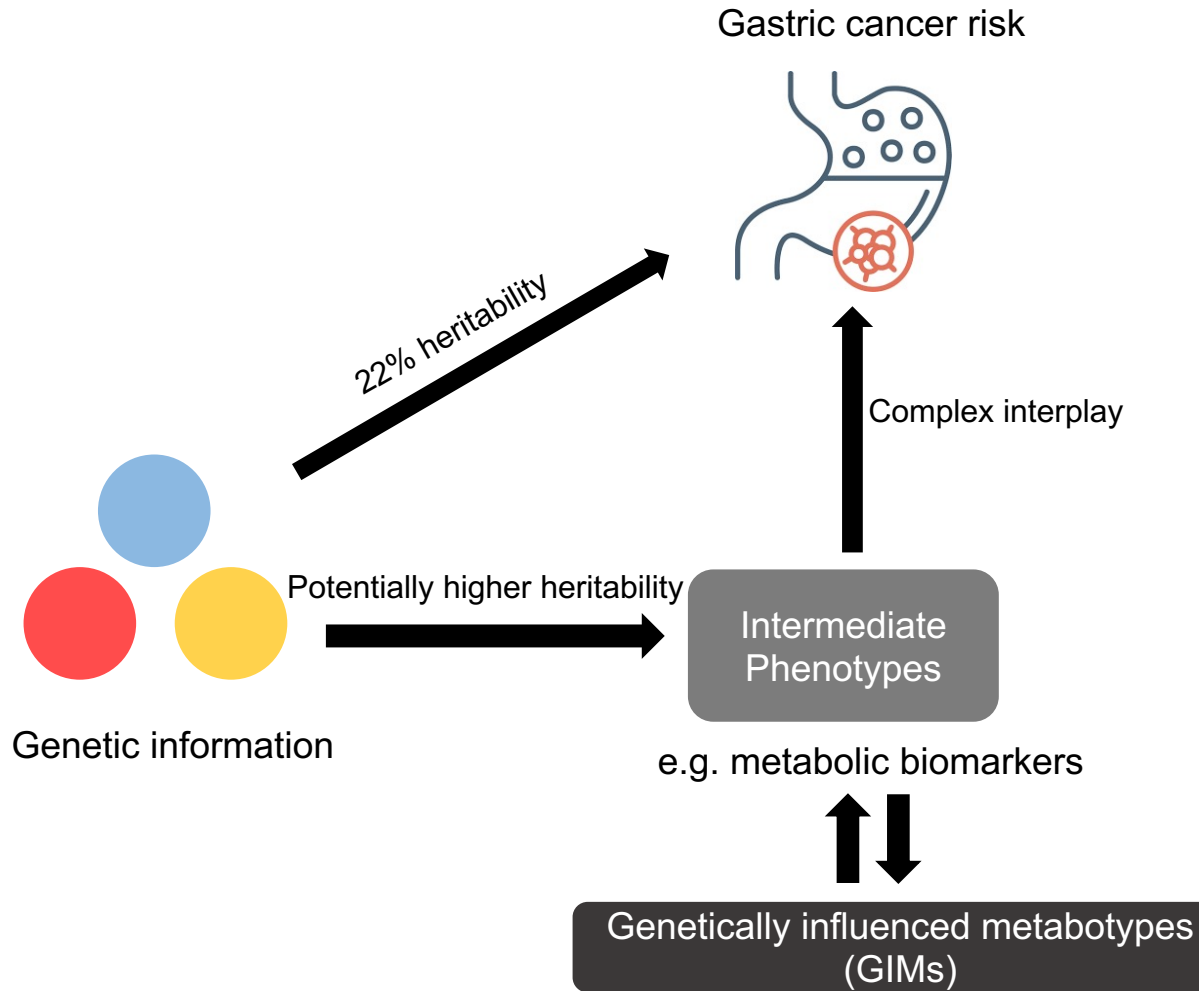 Gastric cancer risk
22% heritability
Complex interplay
Potentially higher heritability
Intermediate
Phenotypes
Genetic information
e.g. metabolic biomarkers
Genetically influenced metabotypes
(GIMs)